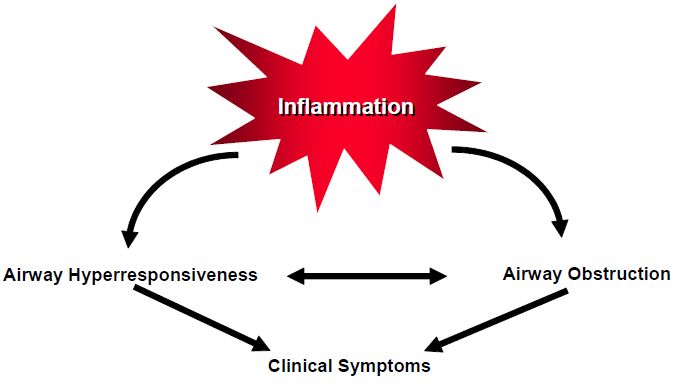 Inflammation
Airway Hyperresponsiveness
Airway Obstruction
Clinical Symptoms